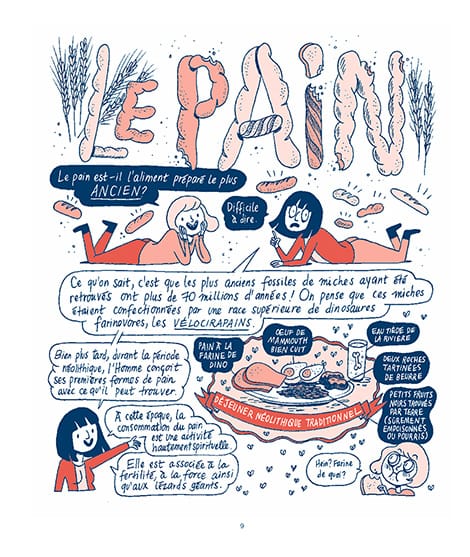 LE PAIN
Le pain est-il l'aliment préparé le plus
ANCIEN?
Difficile
à dire.
Ce qu'on sait, c'est que les plus anciens fossiles de miches ayant été
retrouvés ont plus de 70 millions d'années! On pense que ces miches
étaient confectionnées par une race supérieure de dinosaures
farinovores, les VÉLOCIRAPAINS.
Bien plus tard, durant la période
néolithique, l'Homme conçoit
ses premières formes de pain
avec ce qu'il peut trouver.
PAIN À LA
FARINE DE
DINO
OEUF DE
MAMMOUTH
BIEN CUIT
EAU TIÈDE DE
LA RIVIÈRE
DEUX ROCHES
TARTINÉES
DE BEURRE
PETITS FRUITS
NOIRS TROUVÉS
PAR TERRE
(SÛREMENT
EMPOISONNÉS
OU POURRIS)
DÉJEUNER NÉOLITHIQUE TRADITIONNEL
À cette époque, la
consommation du pain
est une activité
hautement spirituelle.
Elle est associée à la
fertilité, à la force ainsi
qu'aux lézards géants.
Hein? Farine
de quoi?
9